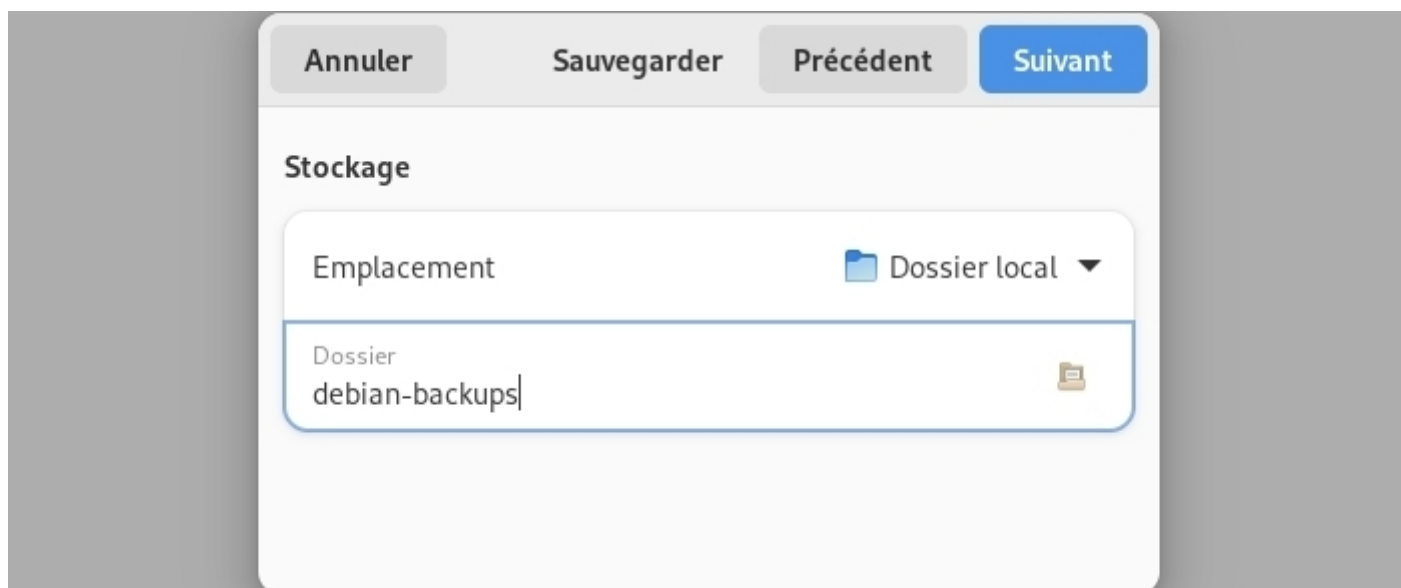 Annuler Sauvegarder Précédent Suivant
Stockage
Emplacement Dossier local
Dossier
debian-backups